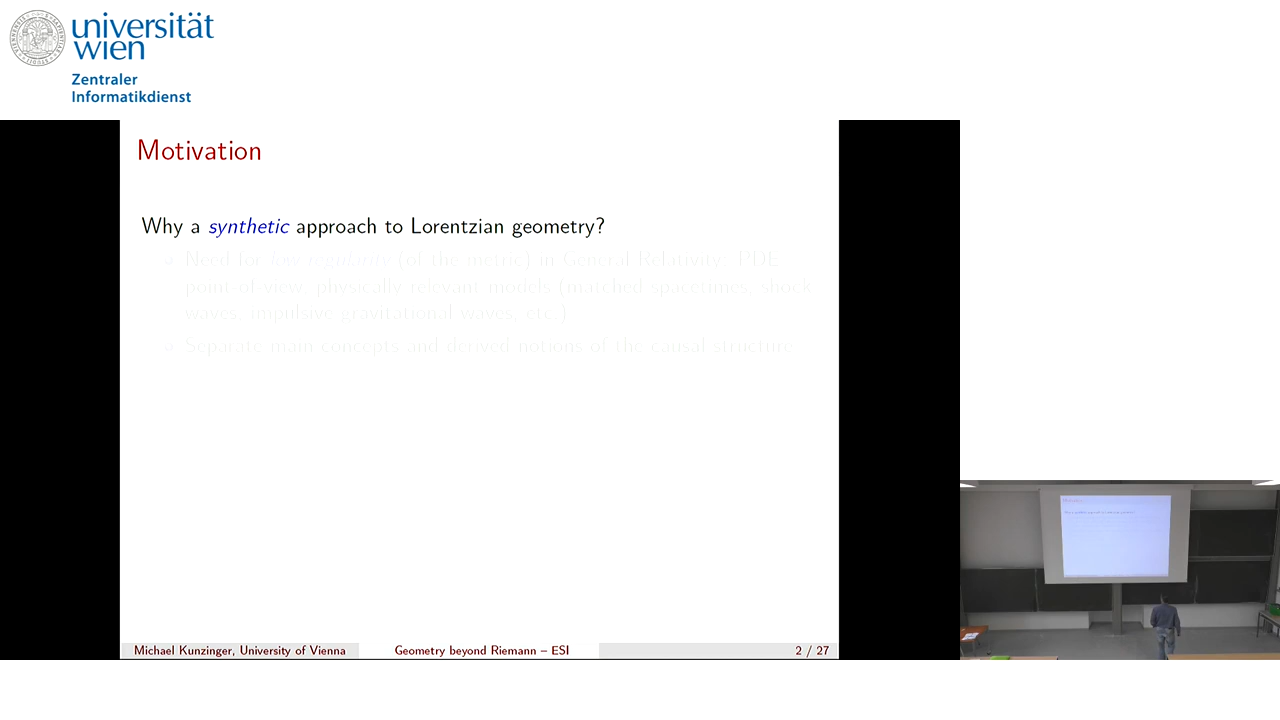 universität
wien
Zentraler
Informatikdienst
Motivation
Why a synthetic approach to Lorentzian geometry?
Need for low regularity (of the metric) in General Relativity: PDE
point-of-view, physically relevant models (matched spacetimes, shock
waves, impulsive gravitational waves, etc.)
Separate main concepts and derived notions of the causal structure
Michael Kunzinger, University of Vienna
Geometry beyond Riemann – ESI
2 / 27